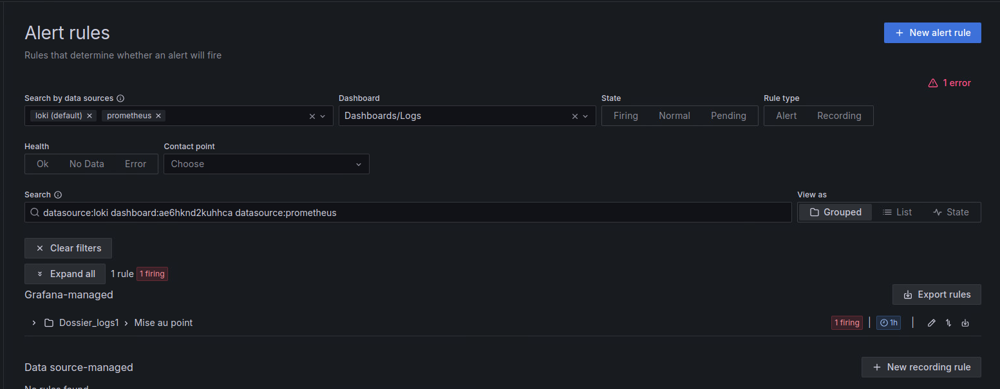 Alert rules
New alert rule
Rules that determine whether an alert will fire
1 error
Search by data sources
Dashboard
State
Rule type
loki (default)
prometheus
Dashboards/Logs
Firing Normal Pending
Alert Recording
Health
Contact point
Ok No Data Error
Choose
Search
View as
datasource:loki dashboard:ae6hknd2kuhhca datasource:prometheus
Grouped List State
Clear filters
Expand all 1 rule 1 firing
Grafana-managed
Export rules
Dossier_logs1 › Mise au point
1 firing | 1h |
Data source-managed
New recording rule
No rules found